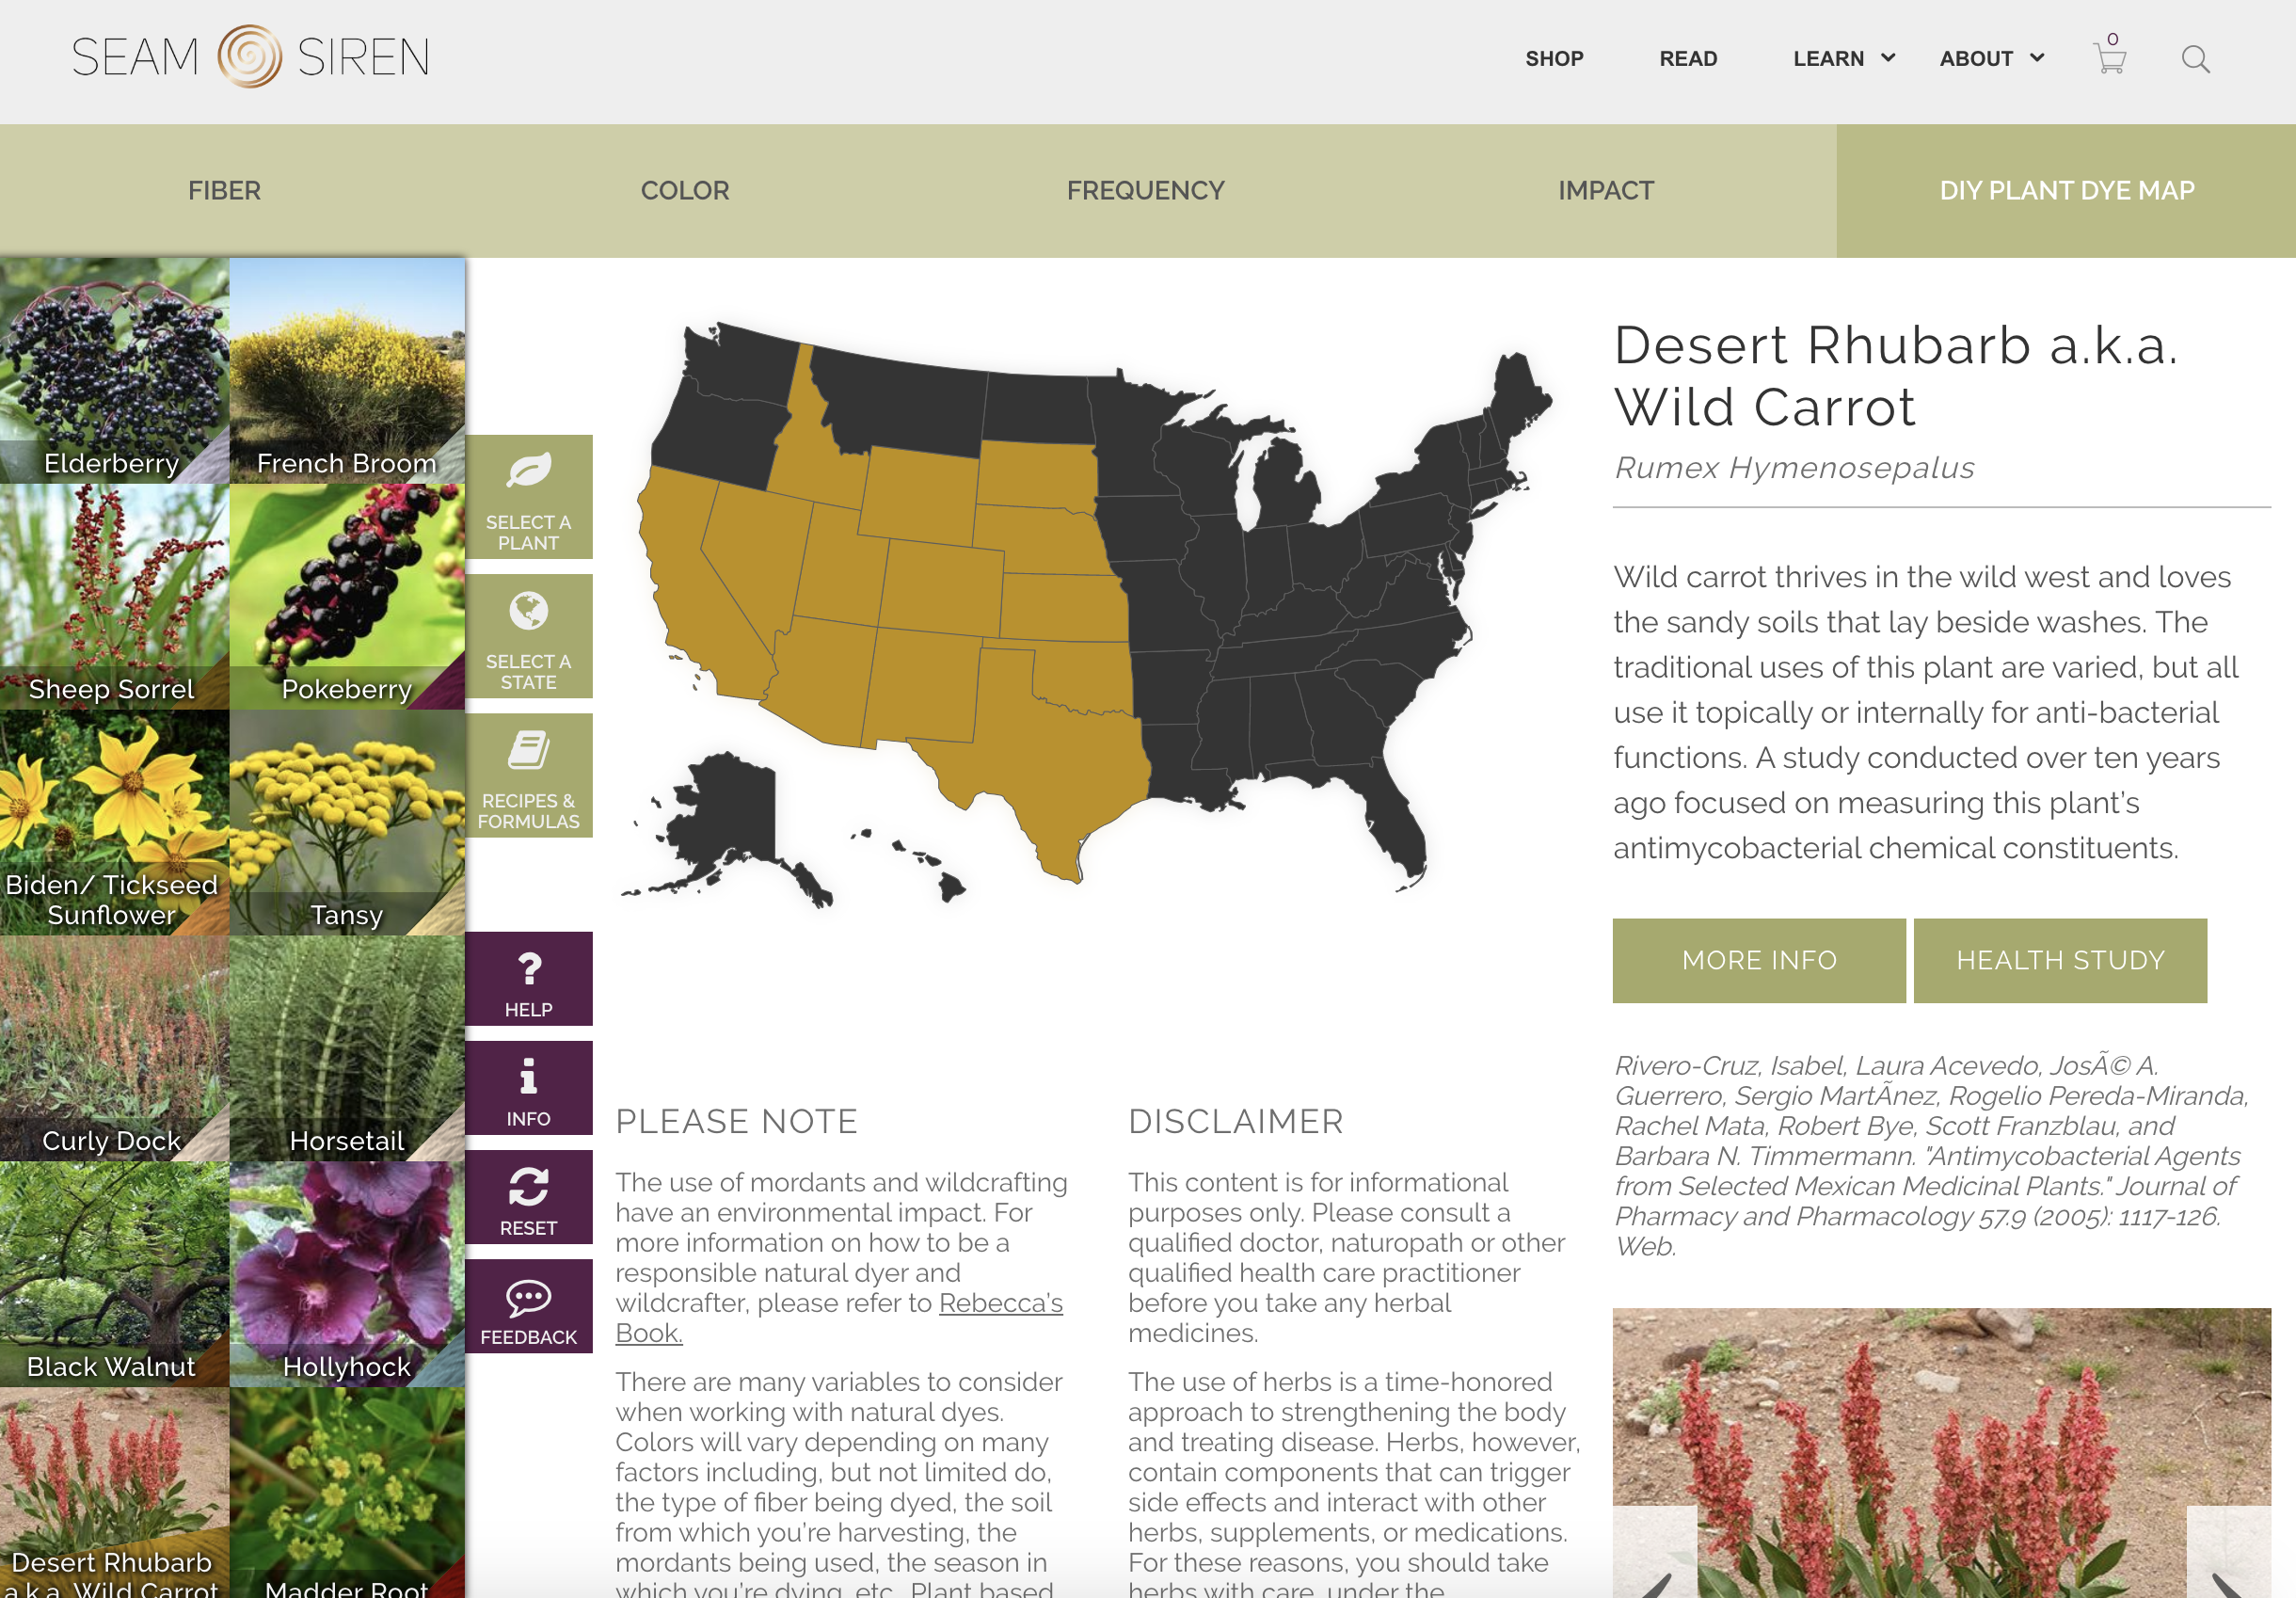 SEAM SIREN
SHOP
READ
LEARN
ABOUT
0
FIBER
COLOR
FREQUENCY
IMPACT
DIY PLANT DYE MAP
Elderberry
French Broom
Sheep Sorrel
Pokeberry
Biden/ Tickseed
Sunflower
Tansy
Curly Dock
Horsetail
Black Walnut
Hollyhock
Desert Rhubarb
a.k.a. Wild Carrot
Madder Root
SELECT A
PLANT
SELECT A
STATE
RECIPES &
FORMULAS
?
HELP
i
INFO
RESET
FEEDBACK
PLEASE NOTE
The use of mordants and wildcrafting
have an environmental impact. For
more information on how to be a
responsible natural dyer and
wildcrafter, please refer to Rebecca's
Book.
There are many variables to consider
when working with natural dyes.
Colors will vary depending on many
factors including, but not limited do,
the type of fiber being dyed, the soil
from which you're harvesting, the
mordants being used, the season in
which you're dying, etc. Plant based
DISCLAIMER
This content is for informational
purposes only. Please consult a
qualified doctor, naturopath or other
qualified health care practitioner
before you take any herbal
medicines.
The use of herbs is a time-honored
approach to strengthening the body
and treating disease. Herbs, however,
contain components that can trigger
side effects and interact with other
herbs, supplements, or medications.
For these reasons, you should take
herbs with care, under the
Desert Rhubarb a.k.a.
Wild Carrot
Rumex Hymenosepalus
Wild carrot thrives in the wild west and loves
the sandy soils that lay beside washes. The
traditional uses of this plant are varied, but all
use it topically or internally for anti-bacterial
functions. A study conducted over ten years
ago focused on measuring this plant's
antimycobacterial chemical constituents.
MORE INFO
HEALTH STUDY
Rivero-Cruz, Isabel, Laura Acevedo, JosÃ© A.
Guerrero, Sergio MartÃnez, Rogelio Pereda-Miranda,
Rachel Mata, Robert Bye, Scott Franzblau, and
Barbara N. Timmermann. "Antimycobacterial Agents
from Selected Mexican Medicinal Plants." Journal of
Pharmacy and Pharmacology 57.9 (2005): 1117-126.
Web.